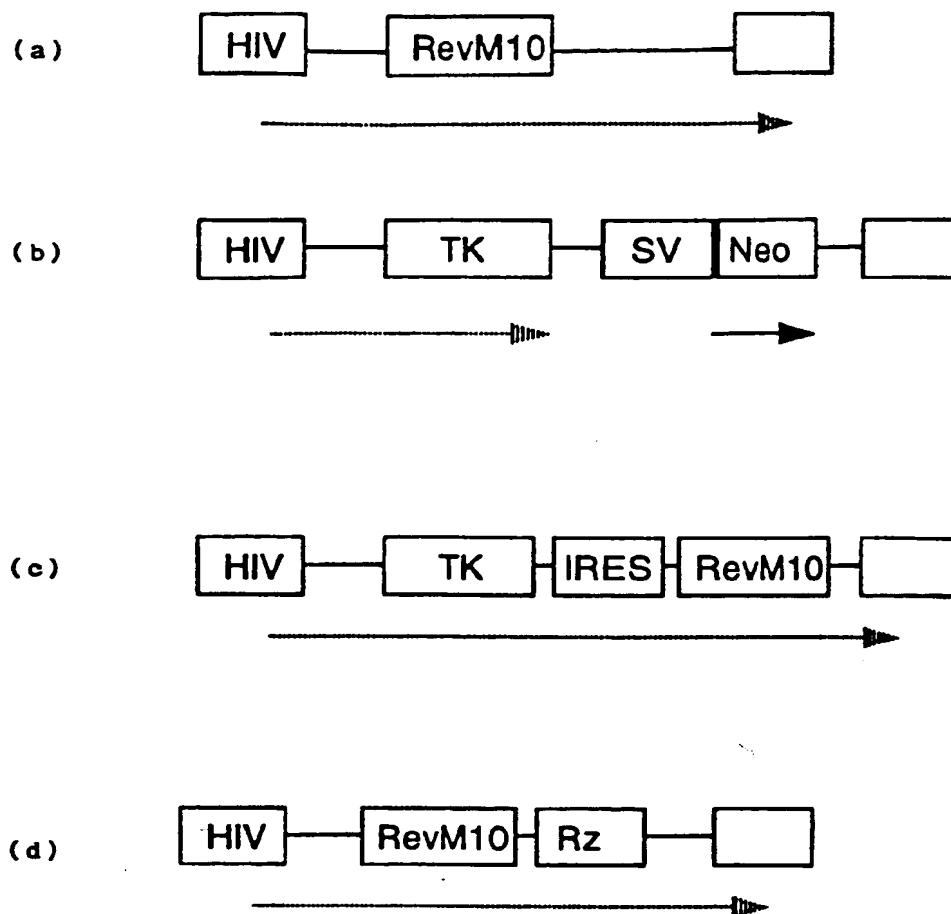 (a) HIV RevM10
(b) HIV TK SV Neo
(c) HIV TK IRES RevM10
(d) HIV RevM10 Rz